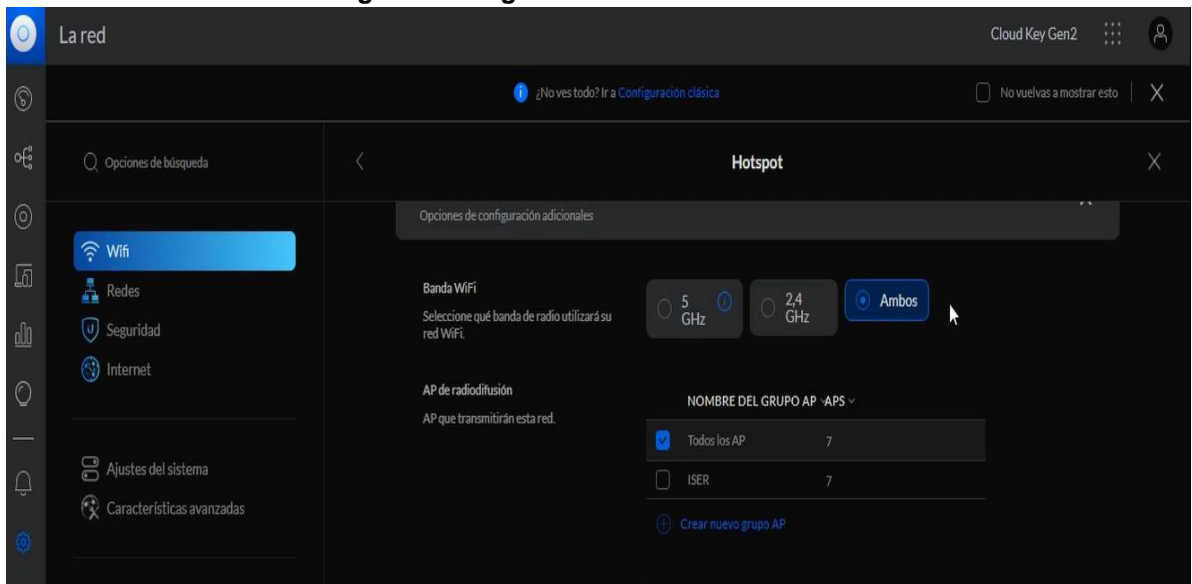 La red
Cloud Key Gen2
¿No ves todo? Ir a Configuración clásica
No vuelvas a mostrar esto
Opciones de búsqueda
Hotspot
Opciones de configuración adicionales
Wifi
Redes
Seguridad
Internet
Ajustes del sistema
Características avanzadas
Banda WiFi
Seleccione qué banda de radio utilizará su
red WiFi.
5
GHz
2,4
GHz
Ambos
AP de radiodifusión
AP que transmitirán esta red.
NOMBRE DEL GRUPO AP APS
Todos los AP 7
ISER 7
Crear nuevo grupo AP